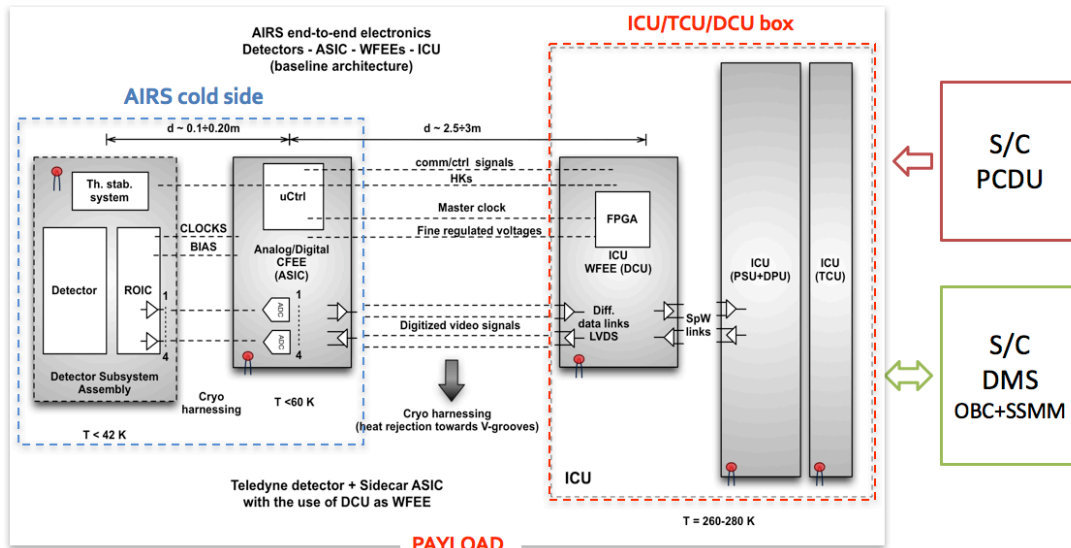 AIRS end-to-end electronics
Detectors - ASIC - WFEEs - ICU
(baseline architecture)
ICU/TCU/DCU box
AIRS cold side
d ~ 0.1÷0.20m
d ~ 2.5÷3m
Th. stab.
system
Detector
ROIC
1
4
Detector Subsystem
Assembly
T < 42 K
CLOCKS
BIAS
Cryo
harnessing
uCtrl
Analog/Digital
CFEE
(ASIC)
ADC
1
ADC
4
T <60 K
comm/ctrl signals
HKs
Master clock
Fine regulated voltages
Digitized video signals
Cryo harnessing
(heat rejection towards V-grooves)
FPGA
ICU
WFEE (DCU)
Diff.
data links
LVDS
SpW
links
ICU
(PSU+DPU)
ICU
(TCU)
ICU
T = 260-280 K
Teledyne detector + Sidecar ASIC
with the use of DCU as WFEE
PAYLOAD
S/C
PCDU
S/C
DMS
OBC+SSMM